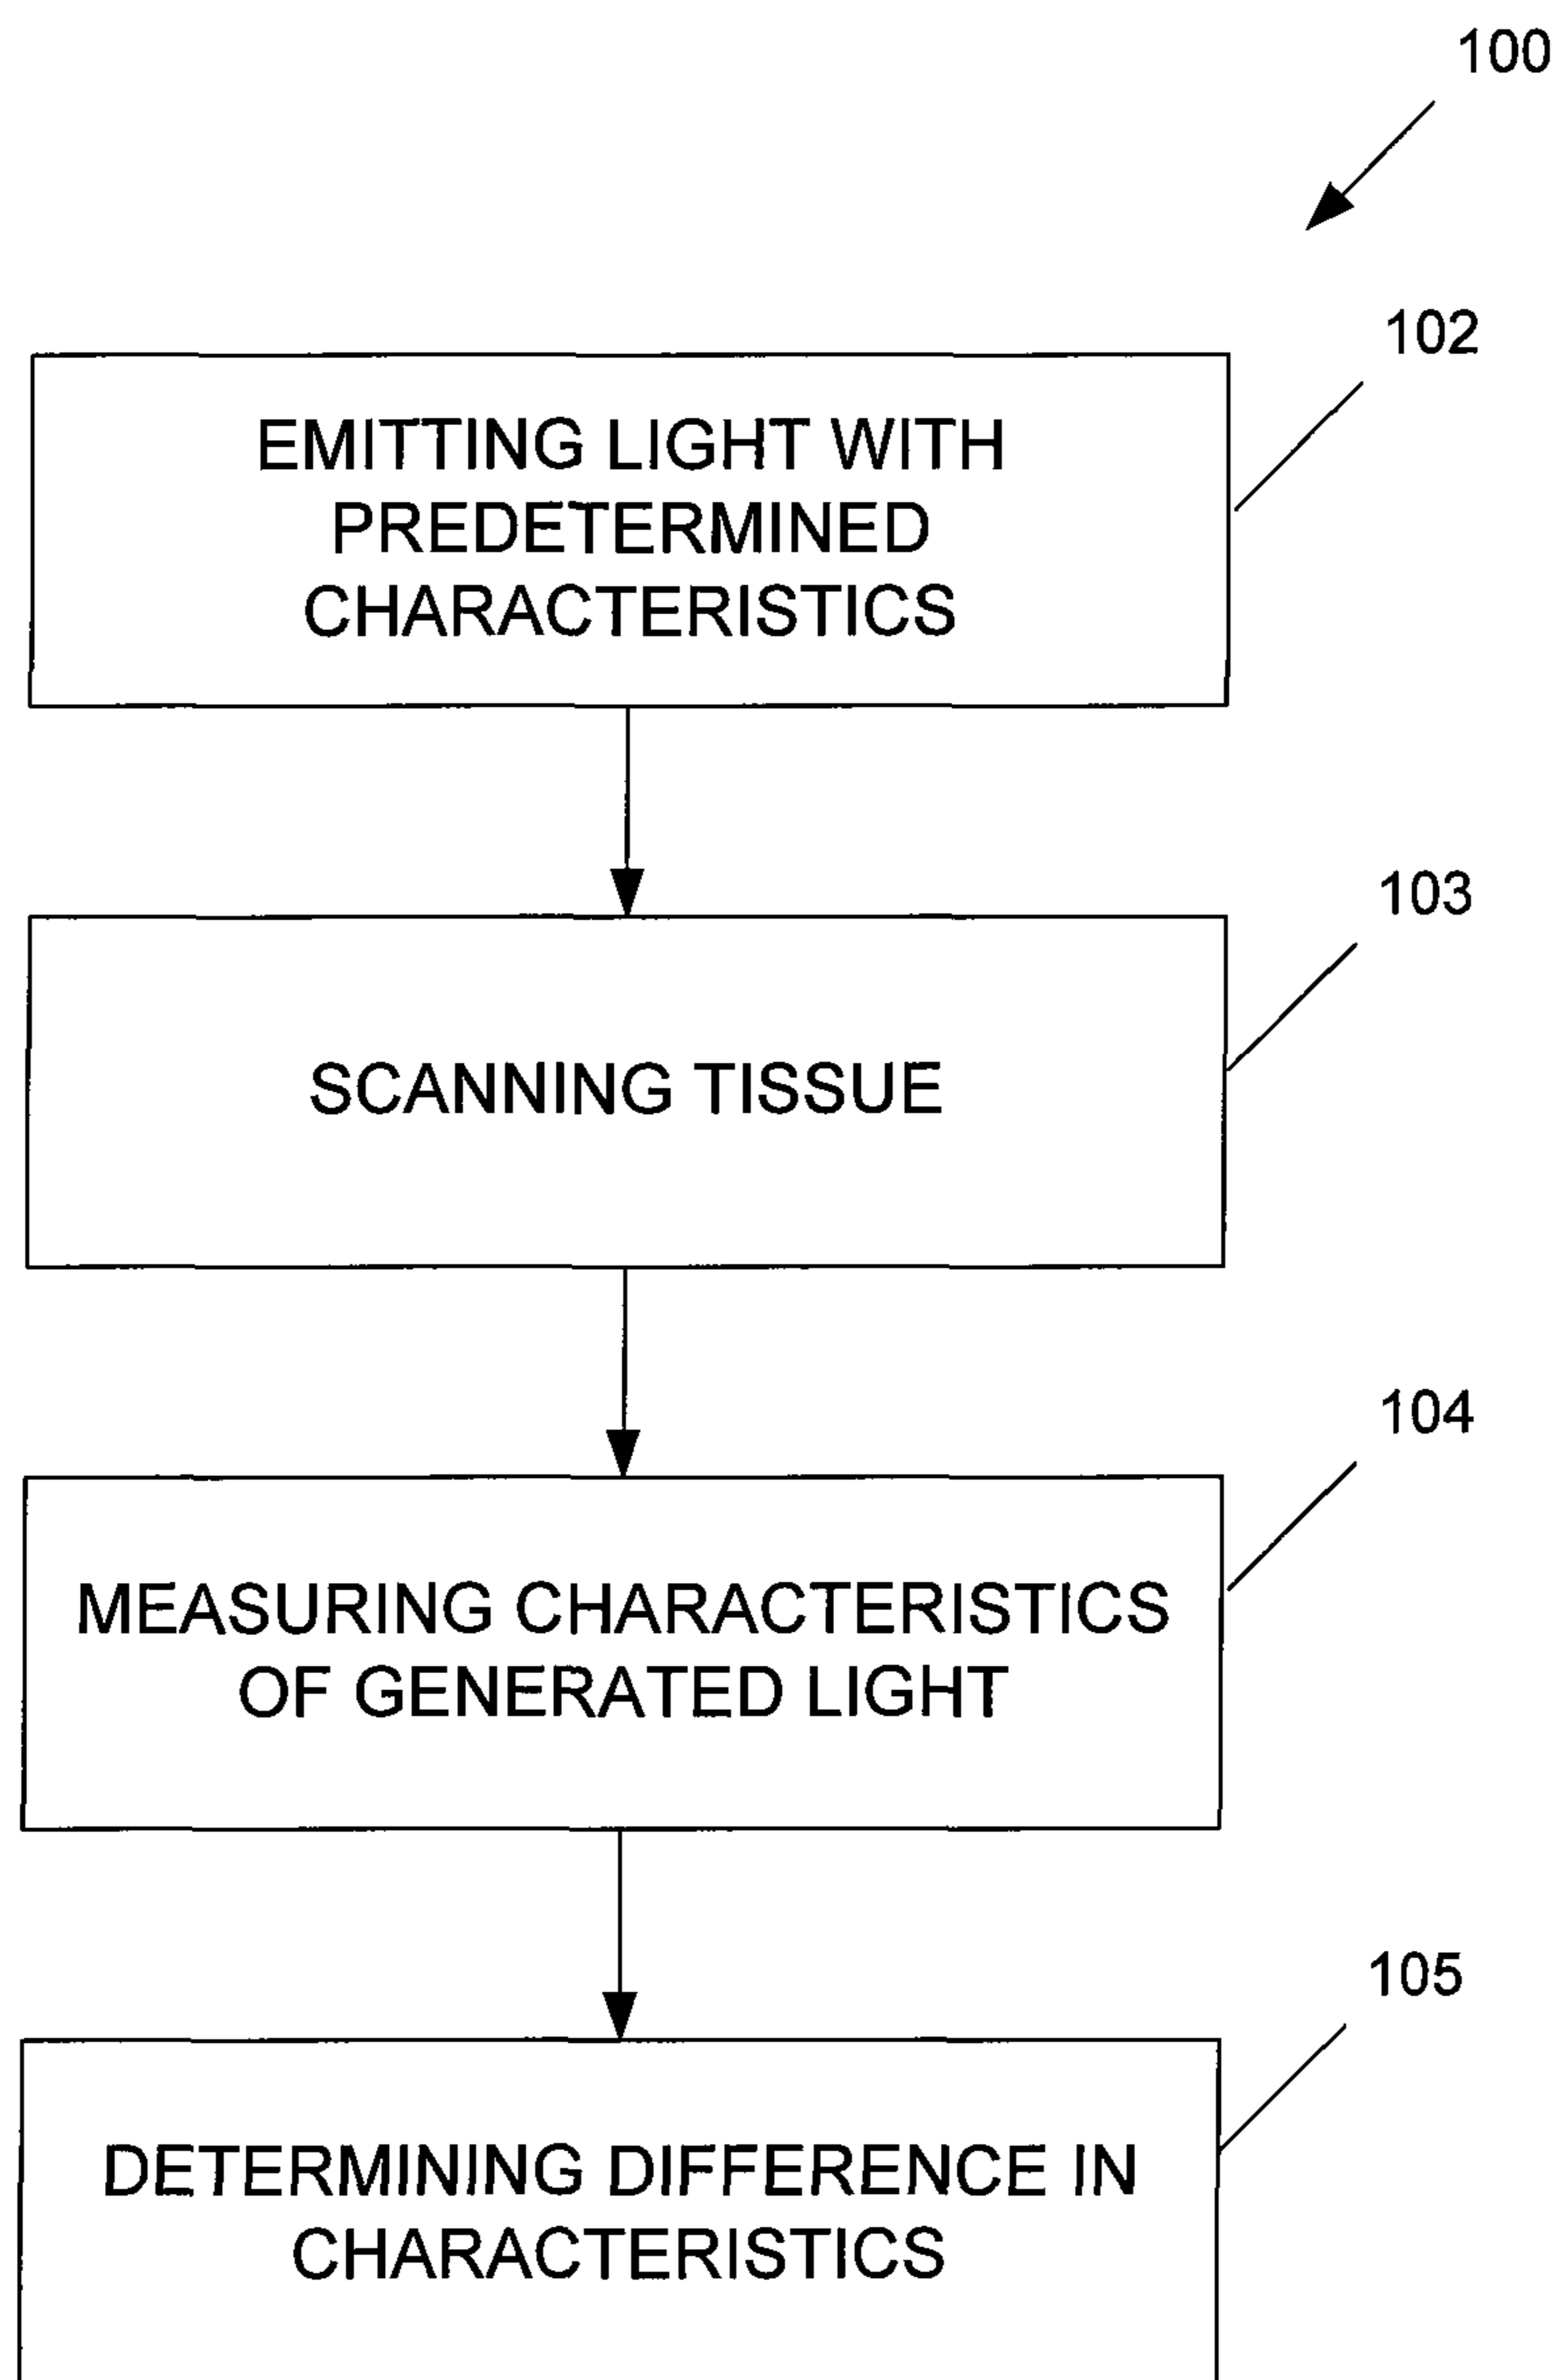 100
102
EMITTING LIGHT WITH
PREDETERMINED
CHARACTERISTICS
103
SCANNING TISSUE
104
MEASURING CHARACTERISTICS
OF GENERATED LIGHT
105
DETERMINING DIFFERENCE IN
CHARACTERISTICS